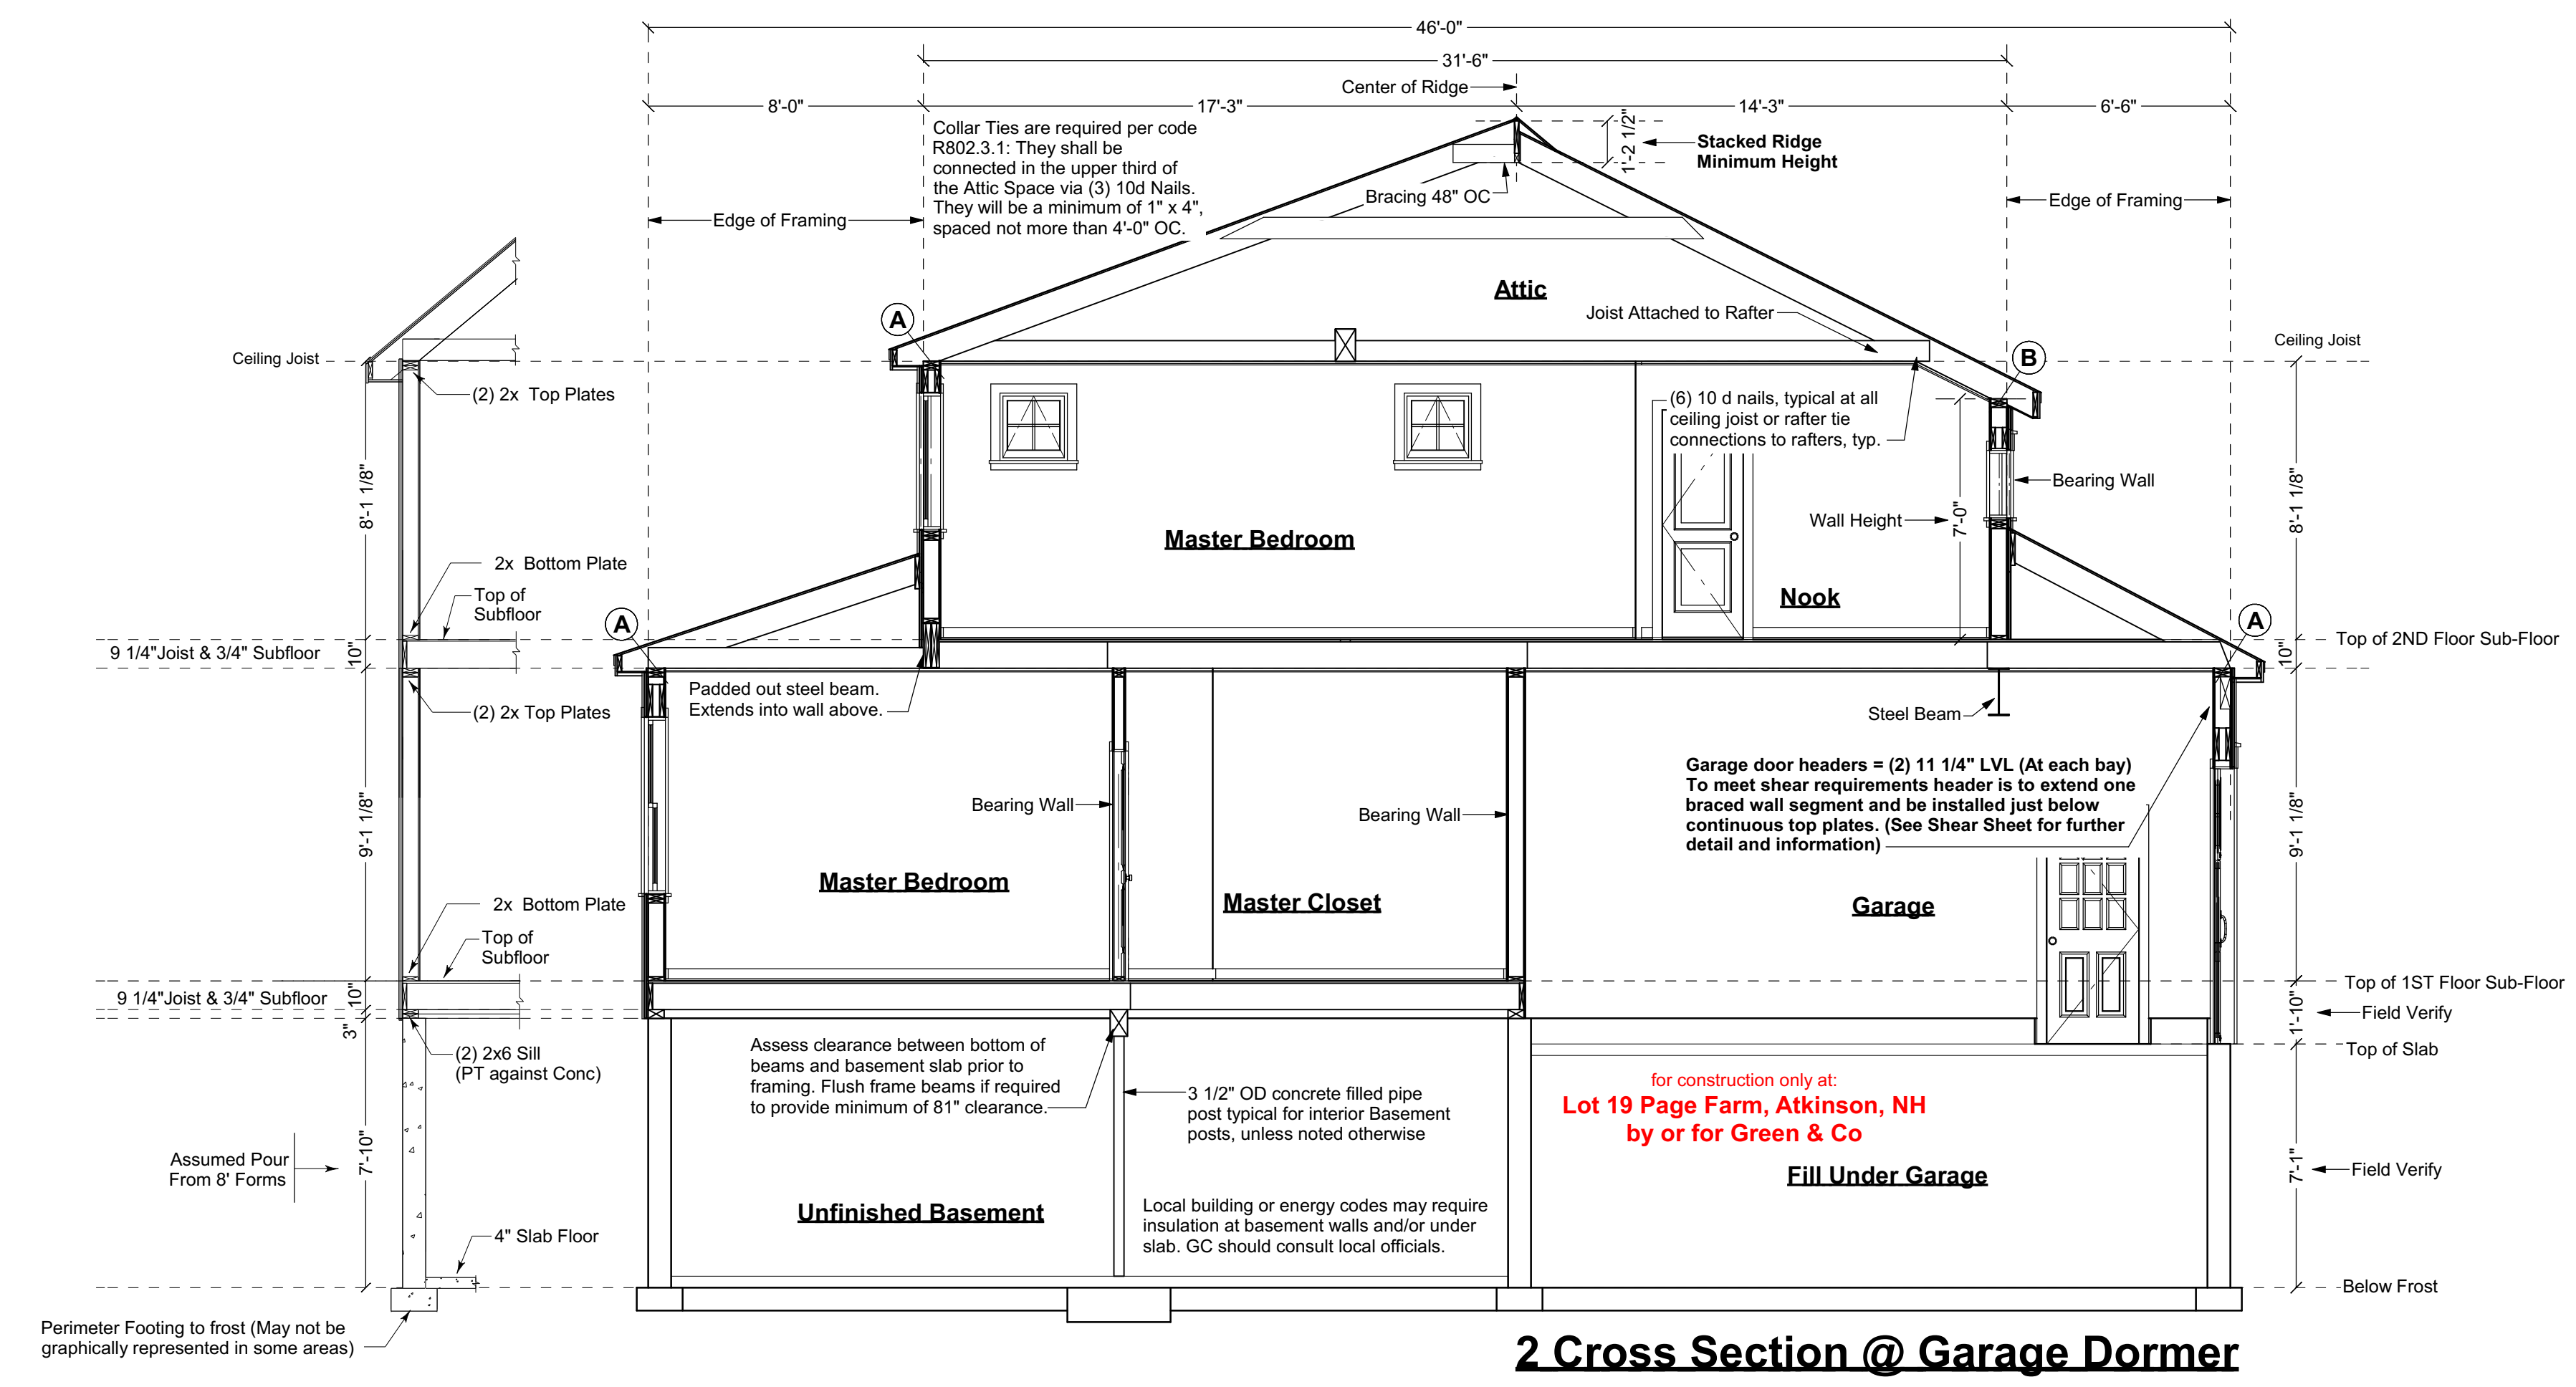 46'-0"
31'-6"
Center of Ridge
8'-0"
17'-3"
14'-3"
6'-6"
Collar Ties are required per code
R802.3.1: They shall be
connected in the upper third of
the Attic Space via (3) 10d Nails.
They will be a minimum of 1" x 4",
spaced not more than 4'-0" OC.
1'-2 1/2"
Stacked Ridge
Minimum Height
Bracing 48" OC
Edge of Framing
Edge of Framing
Attic
Joist Attached to Rafter
A
B
Ceiling Joist
Ceiling Joist
(2) 2x Top Plates
(6) 10 d nails, typical at all
ceiling joist or rafter tie
connections to rafters, typ.
8'-1 1/8"
Bearing Wall
8'-1 1/8"
Wall Height
7'-0"
Master Bedroom
2x Bottom Plate
Top of
Subfloor
Nook
A
A
9 1/4"Joist & 3/4" Subfloor
10"
Top of 2ND Floor Sub-Floor
10"
Padded out steel beam.
Extends into wall above.
(2) 2x Top Plates
Steel Beam
Garage door headers = (2) 11 1/4" LVL (At each bay)
To meet shear requirements header is to extend one
braced wall segment and be installed just below
continuous top plates. (See Shear Sheet for further
detail and information)
9'-1 1/8"
Bearing Wall
Bearing Wall
9'-1 1/8"
Master Bedroom
Master Closet
Garage
2x Bottom Plate
Top of
Subfloor
9 1/4"Joist & 3/4" Subfloor
10"
Top of 1ST Floor Sub-Floor
1'-10"
Field Verify
3"
(2) 2x6 Sill
(PT against Conc)
Top of Slab
Assess clearance between bottom of
beams and basement slab prior to
framing. Flush frame beams if required
to provide minimum of 81" clearance.
3 1/2" OD concrete filled pipe
post typical for interior Basement
posts, unless noted otherwise
for construction only at:
Lot 19 Page Farm, Atkinson, NH
by or for Green & Co
Assumed Pour
From 8' Forms
7'-10"
7'-1"
Field Verify
Fill Under Garage
Unfinished Basement
Local building or energy codes may require
insulation at basement walls and/or under
slab. GC should consult local officials.
4" Slab Floor
Below Frost
Perimeter Footing to frost (May not be
graphically represented in some areas)
2 Cross Section @ Garage Dormer